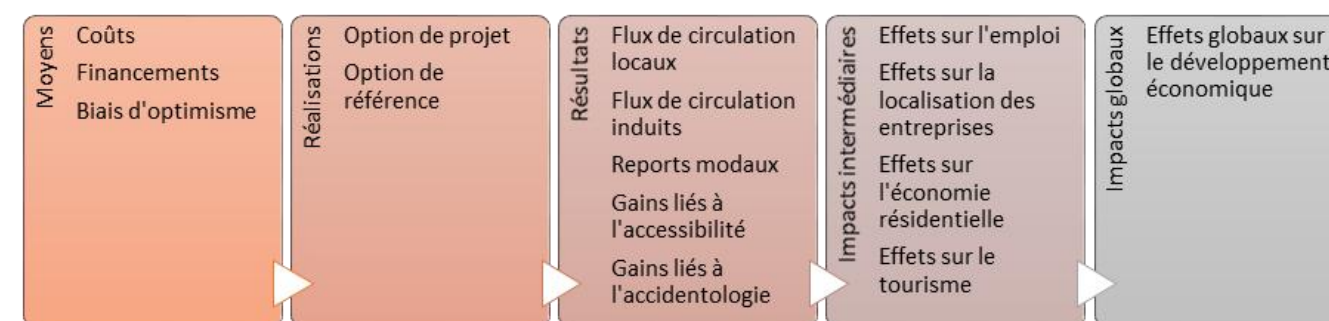 Moyens
Coûts
Financements
Biais d'optimisme
Réalisations
Option de projet
Option de
référence
Résultats
Flux de circulation
locaux
Flux de circulation
induits
Reports modaux
Gains liés à
l'accessibilité
Gains liés à
l'accidentologie
Impacts intermédiaires
Effets sur l'emploi
Effets sur la
localisation des
entreprises
Effets sur
l'économie
résidentielle
Effets sur le
tourisme
Impacts globaux
Effets globaux sur
le développement
économique